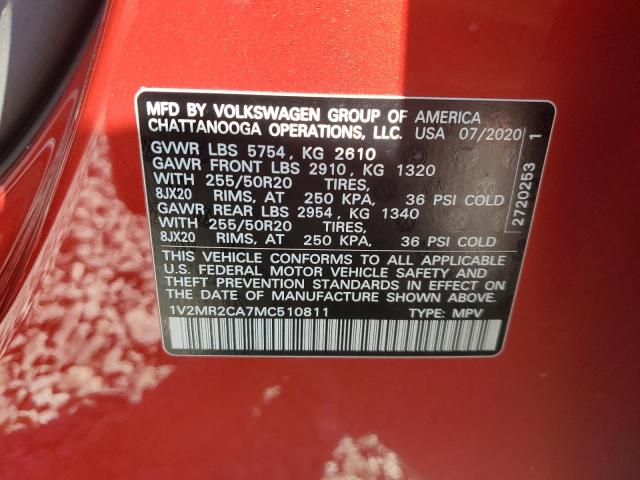 MFD BY VOLKSWAGEN GROUP OF AMERICA
CHATTANOOGA OPERATIONS, LLC. USA 07/2020
GVWR LBS 5754 , KG 2610
GAWR FRONT LBS 2910 , KG 1320
WITH 255/50R20 TIRES,
8JX20 RIMS, AT 250 KPA, 36 PSI COLD
GAWR REAR LBS 2954 , KG 1340
WITH 255/50R20 TIRES,
8JX20 RIMS, AT 250 KPA, 36 PSI COLD
THIS VEHICLE CONFORMS TO ALL APPLICABLE
U.S. FEDERAL MOTOR VEHICLE SAFETY AND
THEFT PREVENTION STANDARDS IN EFFECT
ON THE DATE OF MANUFACTURE SHOWN ABOVE.
1V2MR2CA7MC510811 TYPE: MPV
2720253 1